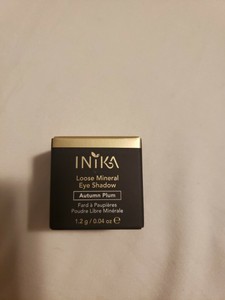 INIKA
Loose Mineral
Eye Shadow
Autumn Plum
Fard à Paupières
Poudre Libre Minérale
1.2 g / 0.04 oz ℮